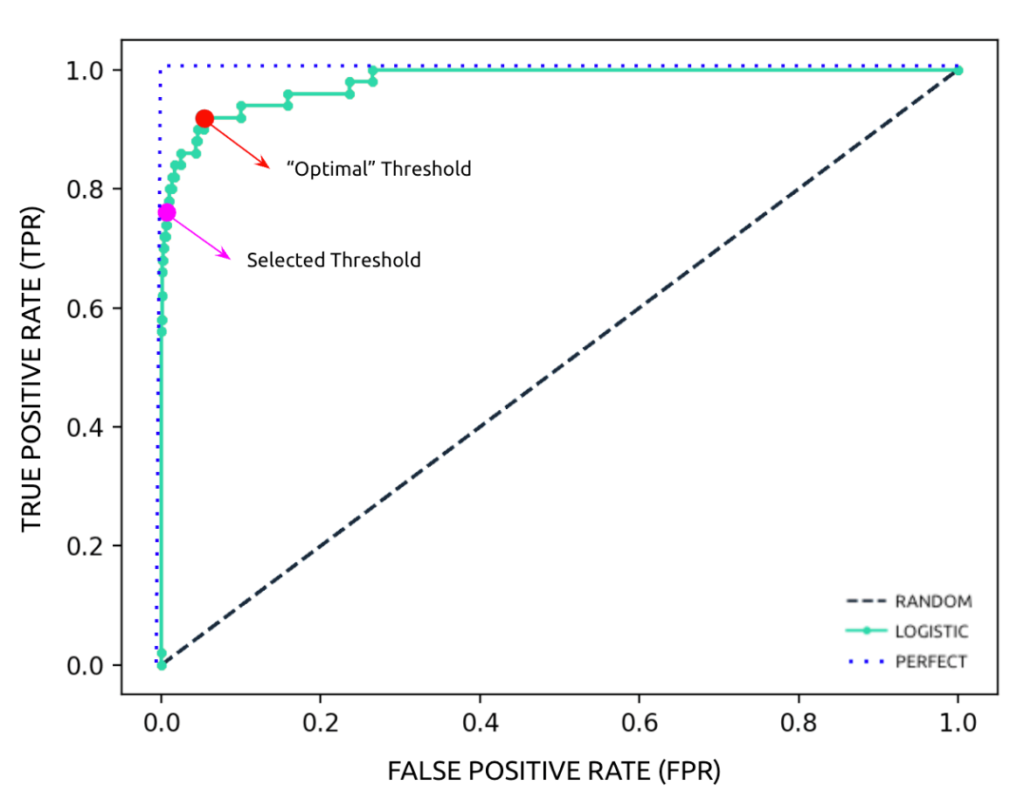 TRUE POSITIVE RATE (TPR)
1.0
0.8
0.6
0.4
0.2
0.0
“Optimal” Threshold
Selected Threshold
RANDOM
LOGISTIC
PERFECT
0.0 0.2 0.4 0.6 0.8 1.0
FALSE POSITIVE RATE (FPR)